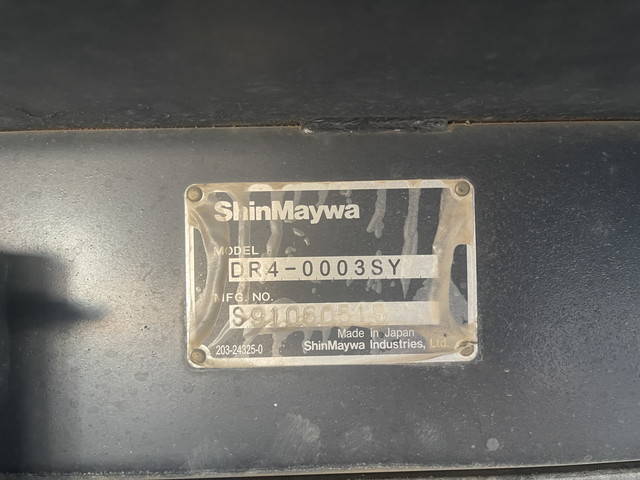 ShinMaywa
MODEL
DR4-0003SY
MFG. NO.
Made in Japan
203-24325-0 ShinMaywa Industries, Ltd.